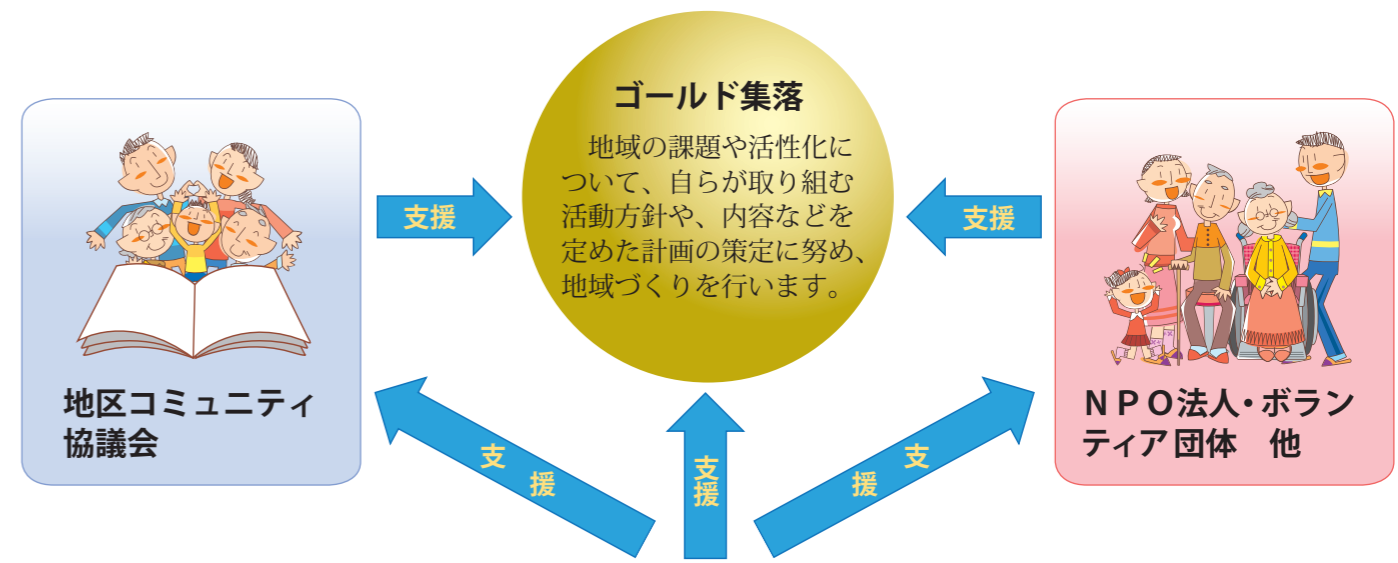 ゴールド集落
地域の課題や活性化に
ついて、自らが取り組む
活動方針や、内容などを
定めた計画の策定に努め、
地域づくりを行います。
支援
支援
地区コミュニティ
協議会
ＮＰＯ法人・ボラン
ティア団体　他
支援
支援
支援